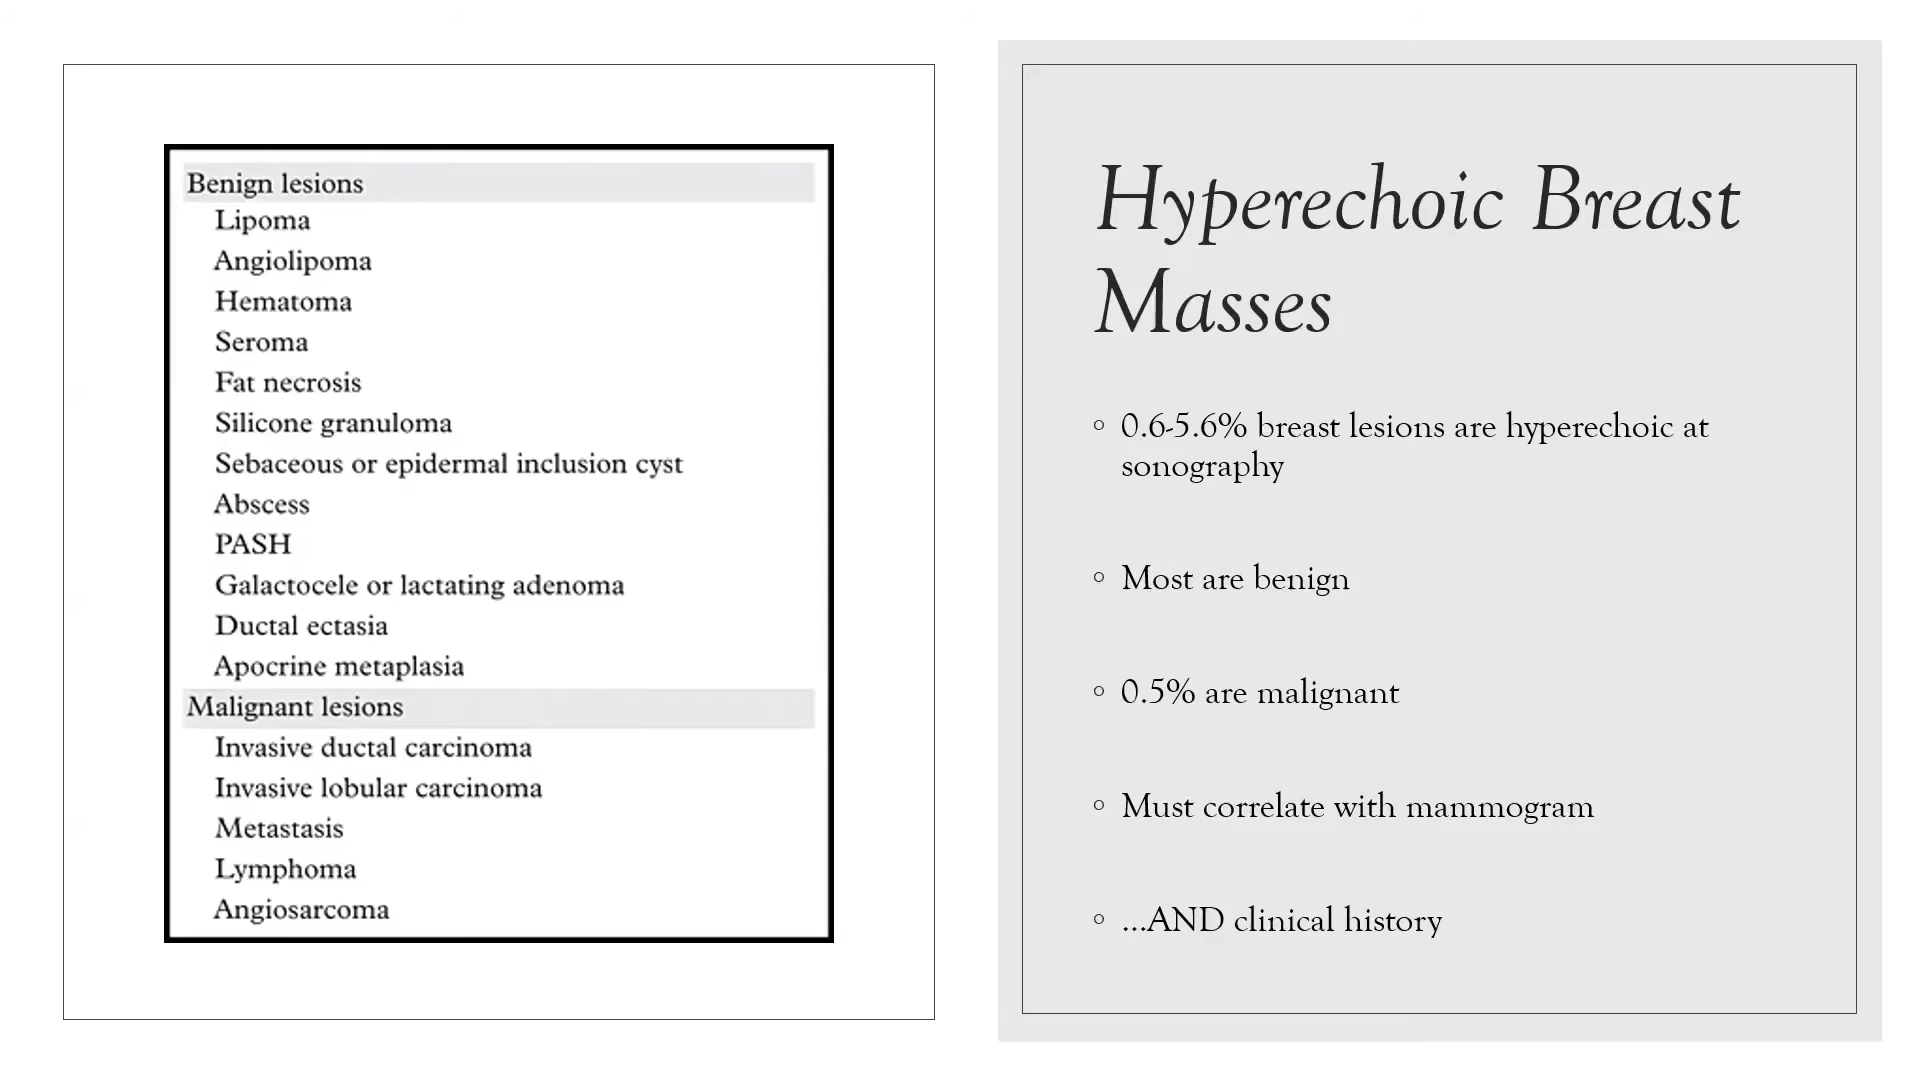 Benign lesions
Lipoma
Angiolipoma
Hematoma
Seroma
Fat necrosis
Silicone granuloma
Sebaceous or epidermal inclusion cyst
Abscess
PASH
Galactocele or lactating adenoma
Ductal ectasia
Apocrine metaplasia
Malignant lesions
Invasive ductal carcinoma
Invasive lobular carcinoma
Metastasis
Lymphoma
Angiosarcoma
Hyperechoic Breast
Masses
◦ 0.6-5.6% breast lesions are hyperechoic at
sonography
◦ Most are benign
◦ 0.5% are malignant
◦ Must correlate with mammogram
◦ ...AND clinical history